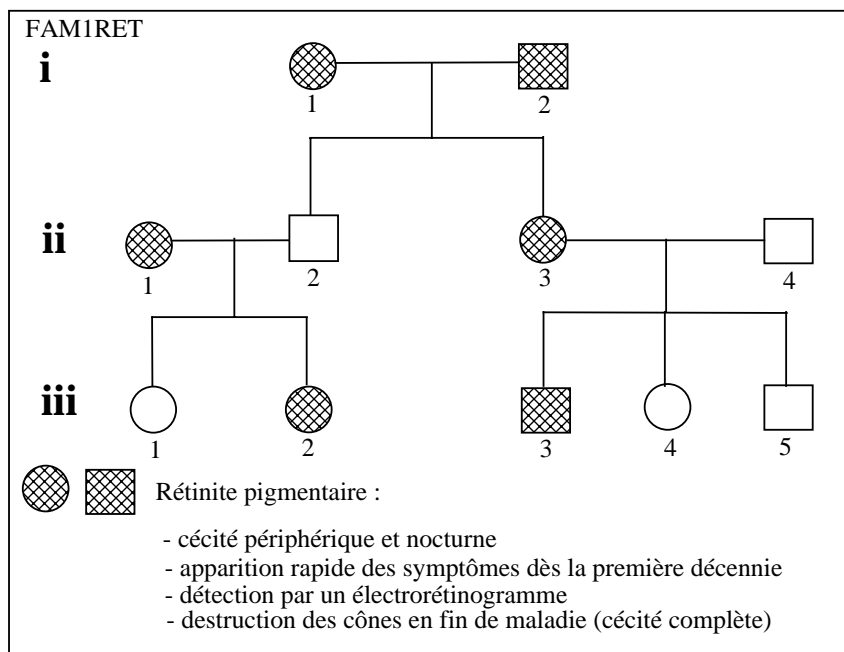 FAM1RET
i
1 2
ii
1 2 3 4
iii
1 2 3 4 5
Rétinite pigmentaire :
- cécité périphérique et nocturne
- apparition rapide des symptômes dès la première décennie
- détection par un électrorétinogramme
- destruction des cônes en fin de maladie (cécité complète)